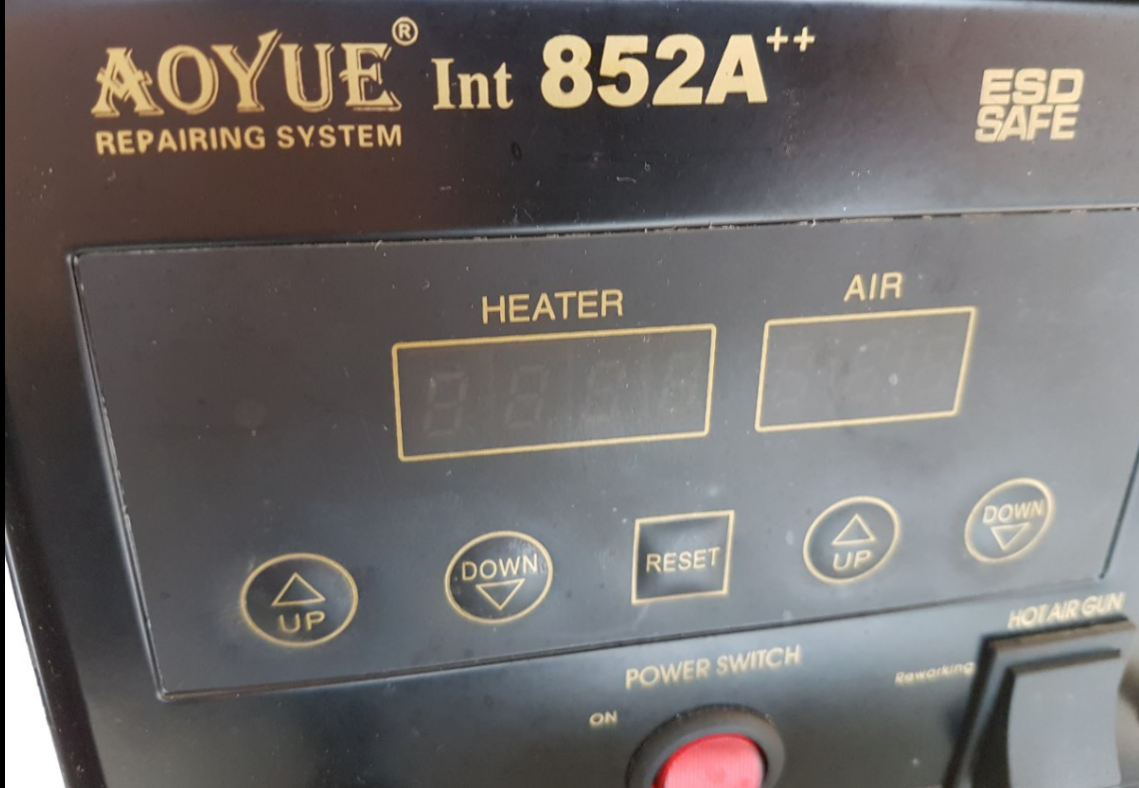 AOYUE® Int 852A++
REPAIRING SYSTEM
ESD
SAFE
HEATER
AIR
UP
DOWN
RESET
UP
DOWN
HOT AIR GUN
POWER SWITCH
Reworking
ON